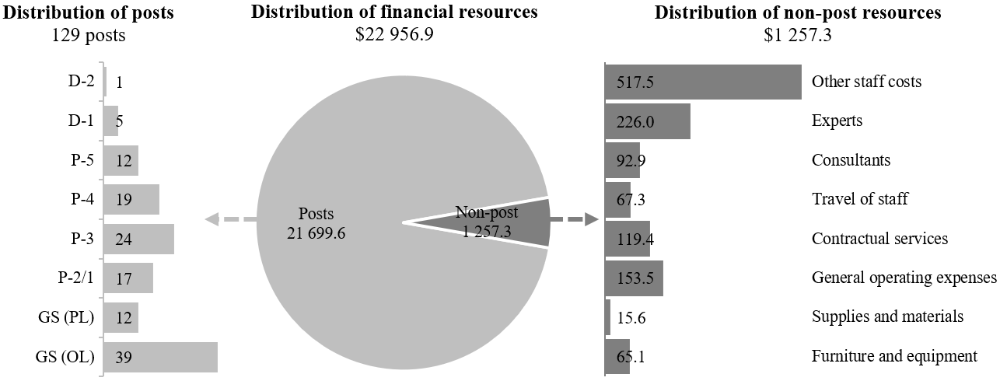 Distribution of posts
129 posts
D-2 1
D-1 5
P-5 12
P-4 19
P-3 24
P-2/1 17
GS (PL) 12
GS (OL) 39
Distribution of financial resources
$22 956.9
Posts
21 699.6
Non-post
1 257.3
Distribution of non-post resources
$1 257.3
517.5 Other staff costs
226.0 Experts
92.9 Consultants
67.3 Travel of staff
119.4 Contractual services
153.5 General operating expenses
15.6 Supplies and materials
65.1 Furniture and equipment